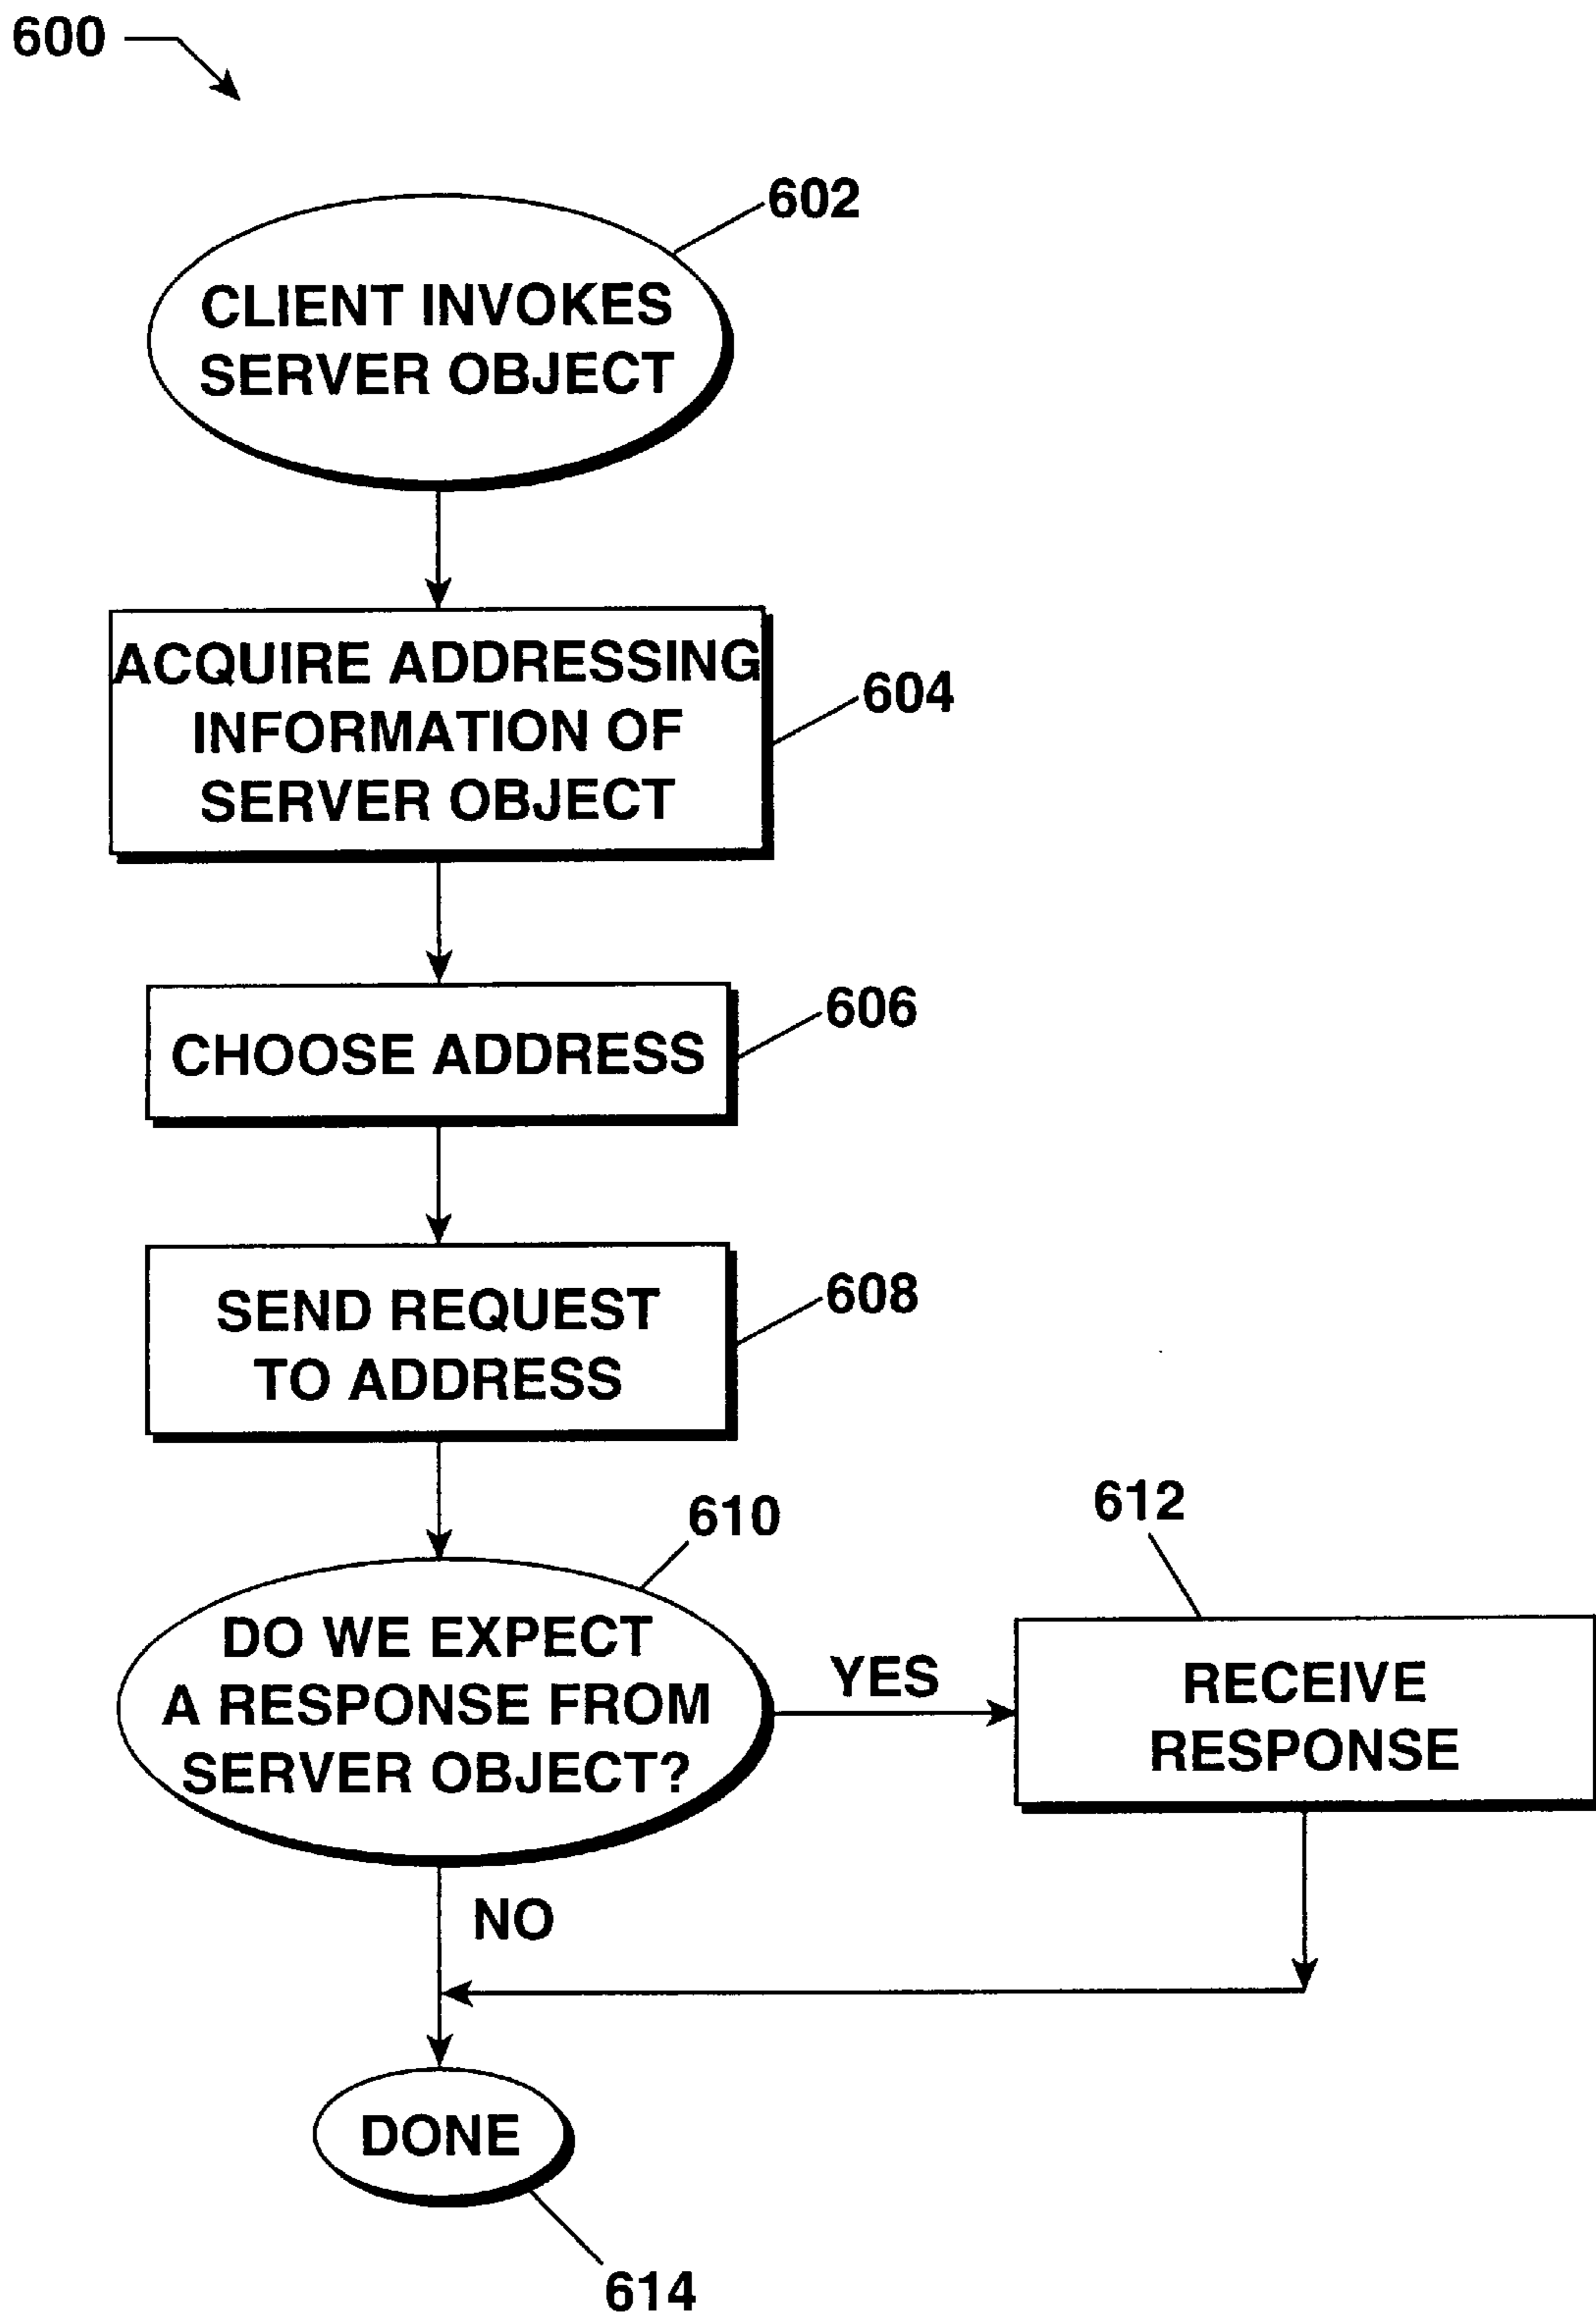 600
602
CLIENT INVOKES
SERVER OBJECT
ACQUIRE ADDRESSING
INFORMATION OF
SERVER OBJECT
604
606
CHOOSE ADDRESS
608
SEND REQUEST
TO ADDRESS
610
612
DO WE EXPECT
A RESPONSE FROM
SERVER OBJECT?
YES
RECEIVE
RESPONSE
NO
DONE
614